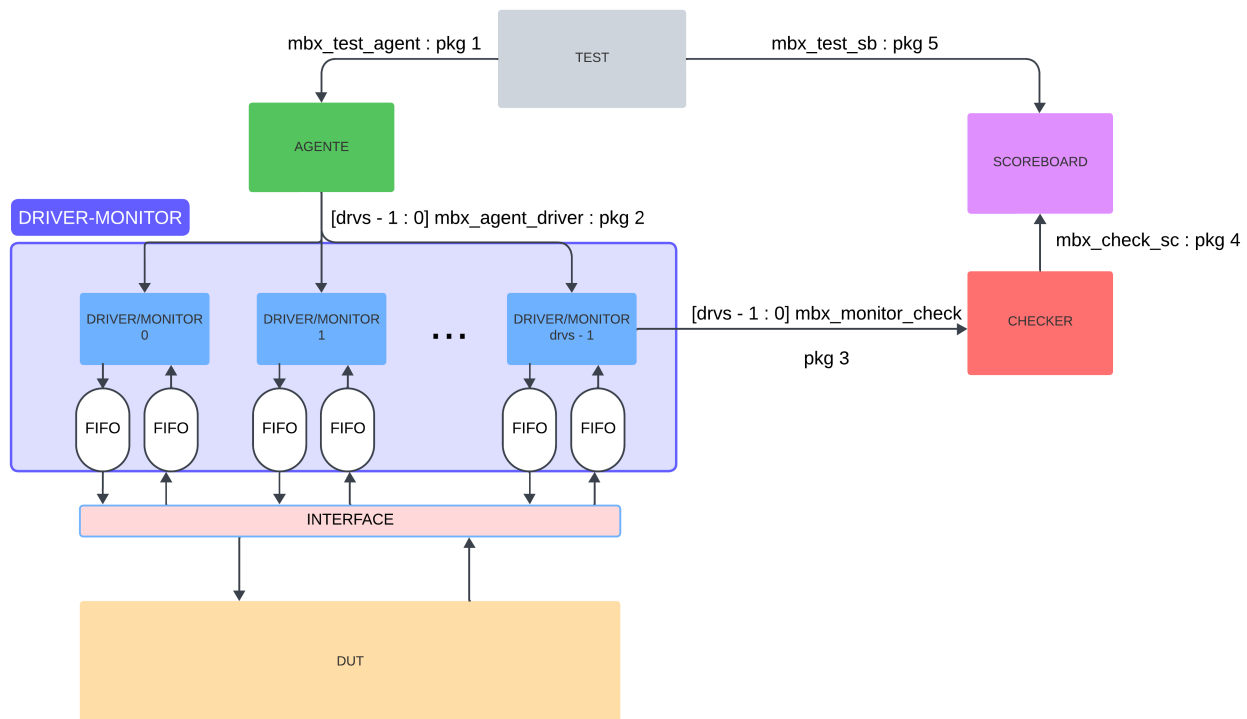 mbx_test_agent : pkg 1
TEST
mbx_test_sb : pkg 5
AGENTE
SCOREBOARD
DRIVER-MONITOR
[drvs - 1 : 0] mbx_agent_driver : pkg 2
mbx_check_sc : pkg 4
DRIVER/MONITOR
0
DRIVER/MONITOR
1
...
DRIVER/MONITOR
drvs - 1
[drvs - 1 : 0] mbx_monitor_check
pkg 3
CHECKER
FIFO
FIFO
FIFO
FIFO
FIFO
FIFO
INTERFACE
DUT